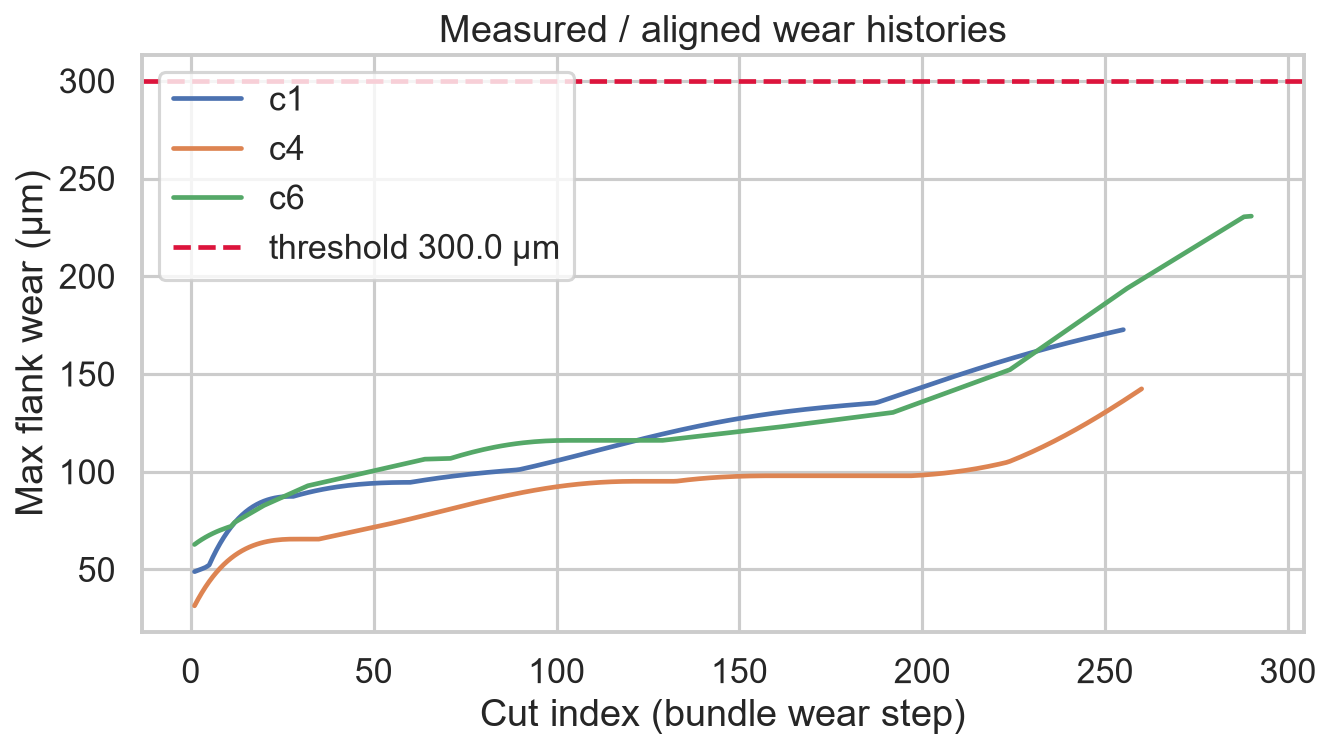 Measured / aligned wear histories
Max flank wear (µm)
300
250
200
150
100
50
c1
c4
c6
threshold 300.0 µm
0 50 100 150 200 250 300
Cut index (bundle wear step)